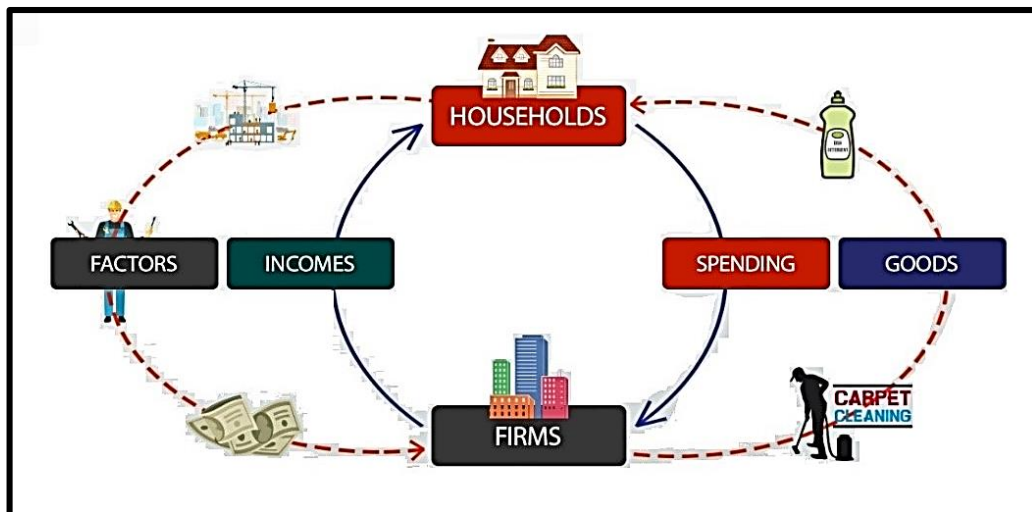 HOUSEHOLDS
FACTORS
INCOMES
SPENDING
GOODS
FIRMS
CARPET
CLEANING